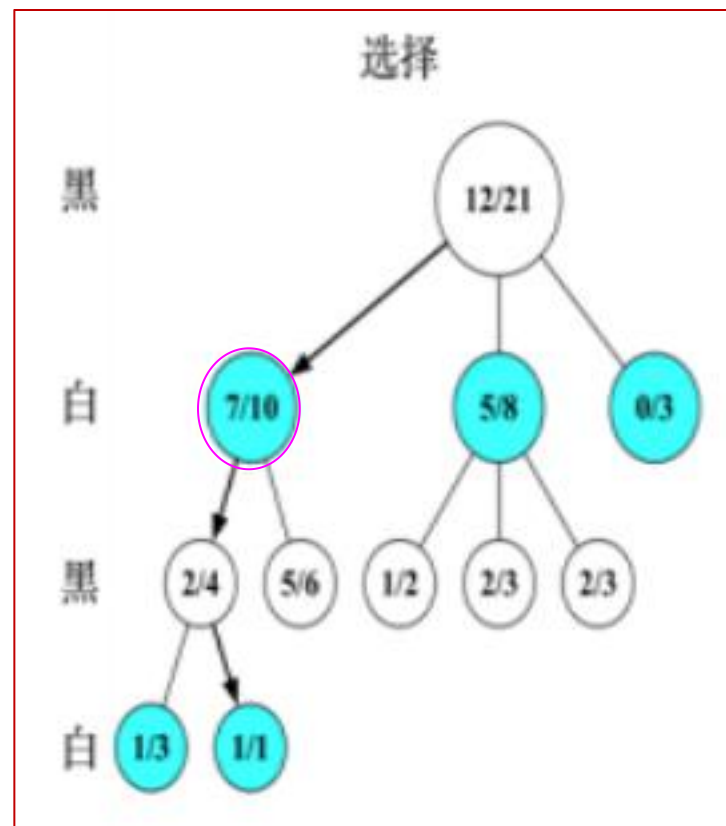 选择
黑 12/21
白 7/10 5/8 0/3
黑 2/4 5/6 1/2 2/3 2/3
白 1/3 1/1